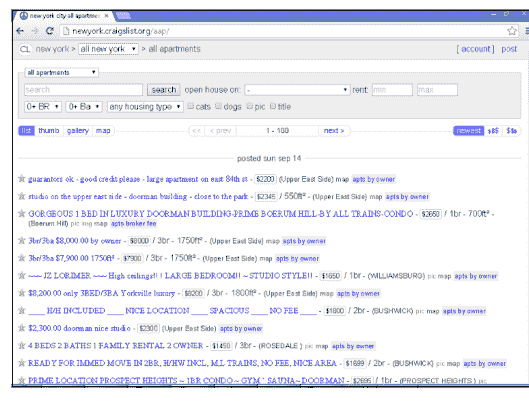 new york city all apartmer
newyork.craigslist.org/aap/
CL new york > all new york > all apartments [ account ] post
all apartments
search search open house on: - rent: min max
0+ BR 0+ Ba any housing type cats dogs pic title
list thumb gallery map << < prev 1 - 100 next > newest $$$ $$$
posted sun sep 14
guarantors ok - good credit please - large apartment on east 84th st - $2200 (Upper East Side) map apts by owner
studio on the upper east side - doorman building - close to the park - $2345 / 550ft² - (Upper East Side) map apts by owner
GORGEOUS 1 BED IN LUXURY DOORMAN BUILDING-PRIME BOERUM HILL-BY ALL TRAINS-CONDO - $2650 / 1br - 700ft² -
(Boerum Hill) pic img map apts broker fee
3br/3ba $8,000.00 by owner - $8000 / 3br - 1750ft² - (Upper East Side) map apts by owner
3br/3ba $7,900.00 1750ft² - $7900 / 3br - 1750ft² - (Upper East Side) map apts by owner
~~~ JZ LORIMER ~~~ High ceilings!! ! LARGE BEDROOM!! ~ STUDIO STYLE!! - $1650 / 1br - (WILLIAMSBURG) pic map apts by owner
$8,200.00 only 3BED/3BA Yorkville luxury - $8200 / 3br - 1800ft² - (Upper East Side) map apts by owner
____ H/H INCLUDED ____ NICE LOCATION ____ SPACIOUS ____ NO FEE ____ - $1800 / 2br - (BUSHWICK) map apts by owner
$2,300.00 doorman nice studio - $2300 (Upper East Side) map apts by owner
4 BEDS 2 BATHS 1 FAMILY RENTAL 2 OWNER - $1450 / 3br - (ROSEDALE ) pic map apts by owner
READY FOR IMMED MOVE IN 2BR, H/HW INCL, M,L TRAINS, NO FEE, NICE AREA - $1699 / 2br - (BUSHWICK) pic map apts by owner
PRIME LOCATION PROSPECT HEIGHTS ~ 1BR CONDO ~ GYM ` SAUNA~ DOORMAN - $2695 / 1br - (PROSPECT HEIGHTS ) pic